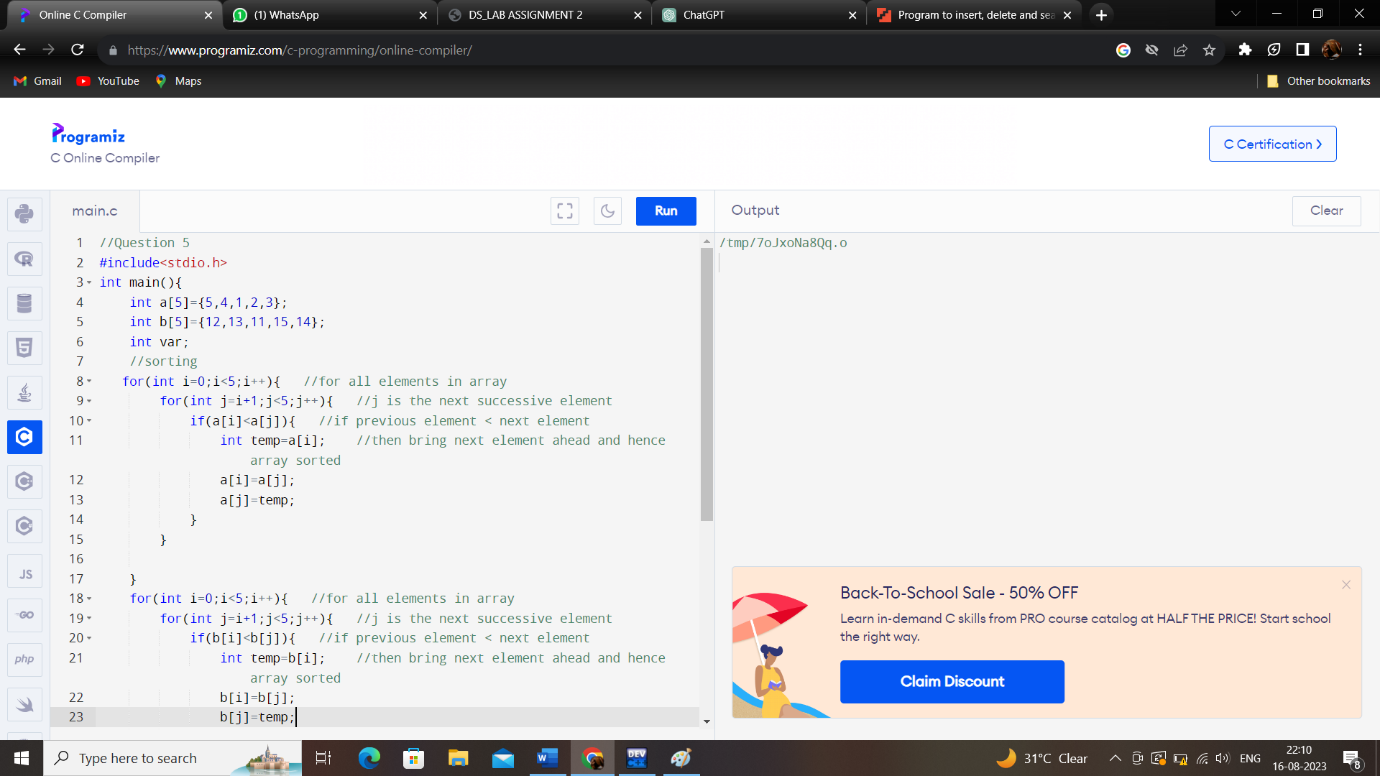 Online C Compiler
(1) WhatsApp
DS_LAB ASSIGNMENT 2
ChatGPT
Program to insert, delete and sea
https://www.programiz.com/c-programming/online-compiler/
Gmail
YouTube
Maps
Other bookmarks
Programiz
C Online Compiler
C Certification
main.c
Run
Output
Clear
1 //Question 5
2 #include<stdio.h>
3 int main(){
4 int a[5]={5,4,1,2,3};
5 int b[5]={12,13,11,15,14};
6 int var;
7 //sorting
8 for(int i=0;i<5;i++){ //for all elements in array
9 for(int j=i+1;j<5;j++){ //j is the next successive element
10 if(a[i]<a[j]){ //if previous element < next element
11 int temp=a[i]; //then bring next element ahead and hence
array sorted
12 a[i]=a[j];
13 a[j]=temp;
14 }
15 }
16
17 }
18 for(int i=0;i<5;i++){ //for all elements in array
19 for(int j=i+1;j<5;j++){ //j is the next successive element
20 if(b[i]<b[j]){ //if previous element < next element
21 int temp=b[i]; //then bring next element ahead and hence
array sorted
22 b[i]=b[j];
23 b[j]=temp;
/tmp/7oJxoNa8Qq.o
Back-To-School Sale - 50% OFF
Learn in-demand C skills from PRO course catalog at HALF THE PRICE! Start school
the right way.
Claim Discount
JS
GO
php
Type here to search
DEV
31°C Clear
ENG
22:10
16-08-2023
8